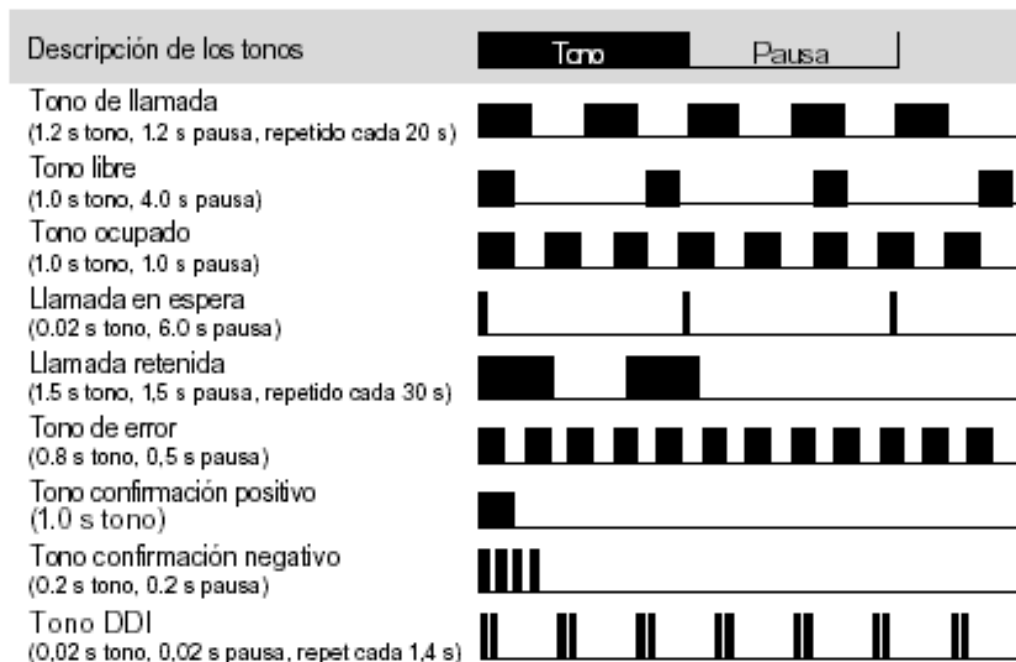 Descripción de los tonos
Tono Pausa
Tono de llamada
(1.2 s tono, 1.2 s pausa, repetido cada 20 s)
Tono libre
(1.0 s tono, 4.0 s pausa)
Tono ocupado
(1.0 s tono, 1.0 s pausa)
Llamada en espera
(0.02 s tono, 6.0 s pausa)
Llamada retenida
(1.5 s tono, 1,5 s pausa, repetido cada 30 s)
Tono de error
(0.8 s tono, 0,5 s pausa)
Tono confirmación positivo
(1.0 s tono)
Tono confirmación negativo
(0.2 s tono, 0.2 s pausa)
Tono DDI
(0,02 s tono, 0,02 s pausa, repet cada 1,4 s)